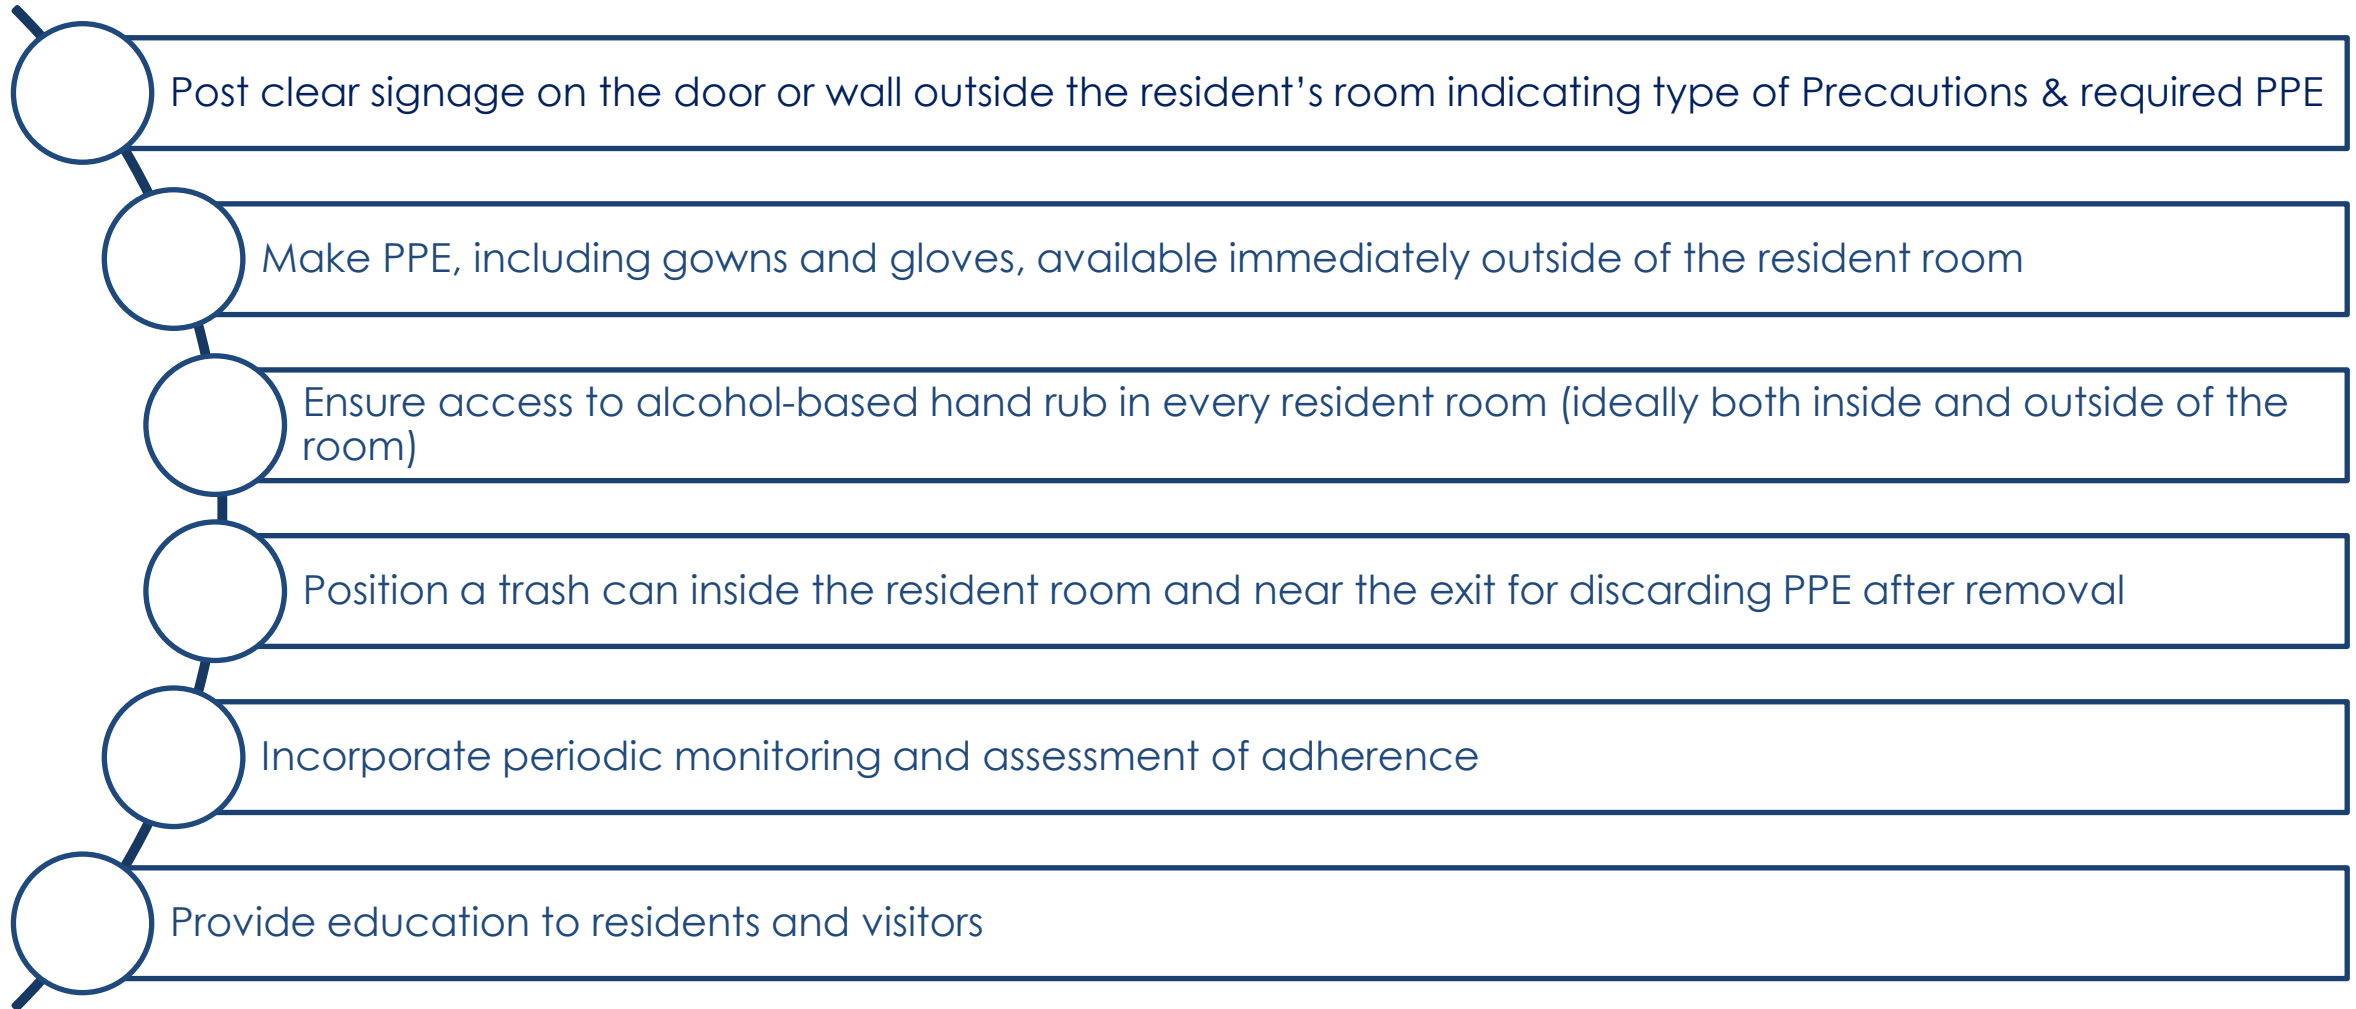 Post clear signage on the door or wall outside the resident’s room indicating type of Precautions & required PPE
Make PPE, including gowns and gloves, available immediately outside of the resident room
Ensure access to alcohol-based hand rub in every resident room (ideally both inside and outside of the
room)
Position a trash can inside the resident room and near the exit for discarding PPE after removal
Incorporate periodic monitoring and assessment of adherence
Provide education to residents and visitors